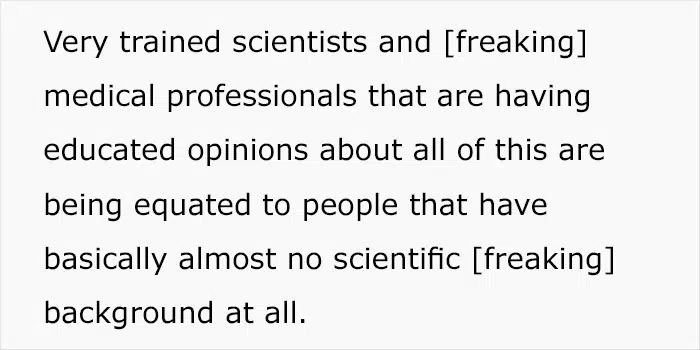 Very trained scientists and [freaking]
medical professionals that are having
educated opinions about all of this are
being equated to people that have
basically almost no scientific [freaking]
background at all.